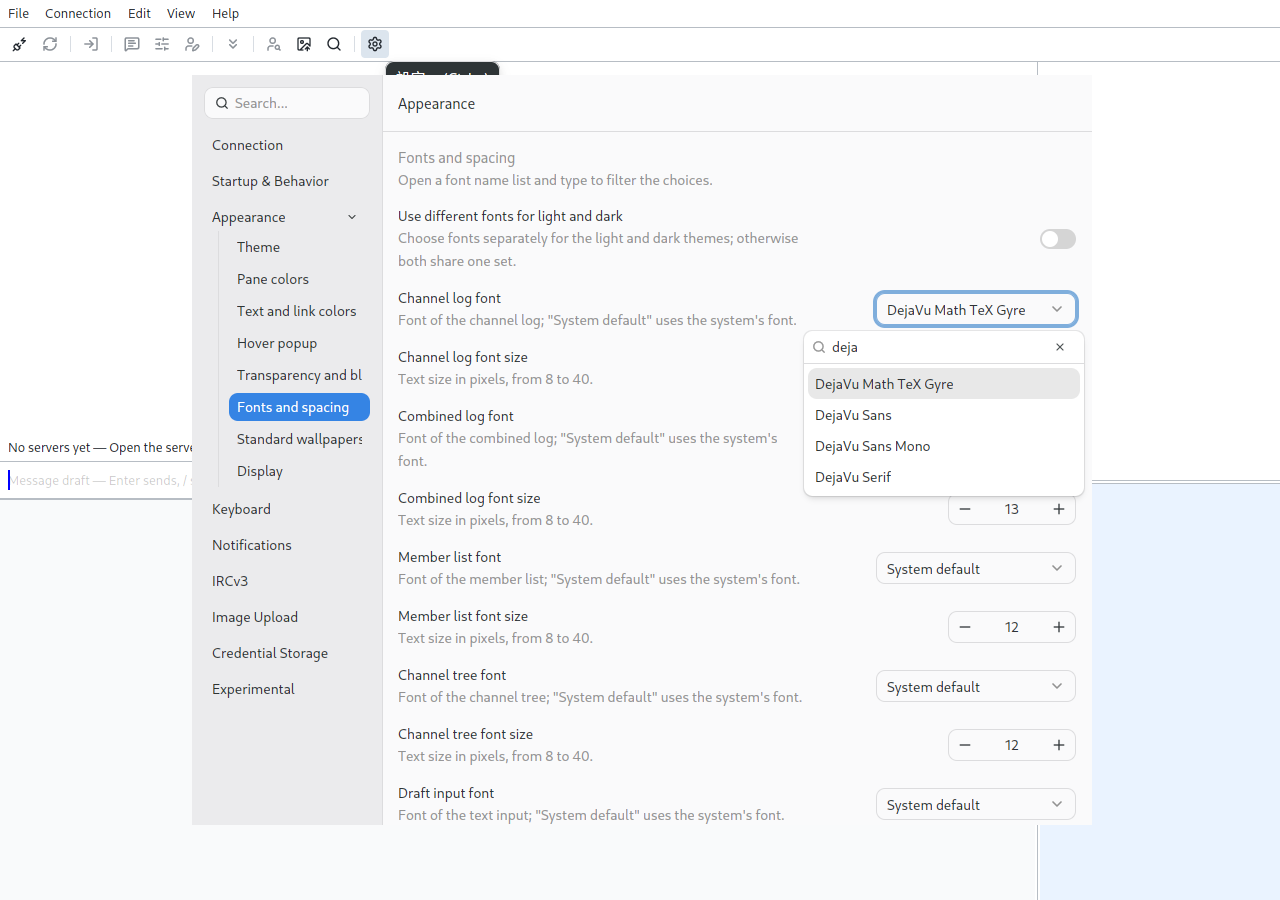 File Connection Edit View Help
Search...
Appearance
Connection
Startup & Behavior
Appearance
Theme
Pane colors
Text and link colors
Hover popup
Transparency and bl
Fonts and spacing
Standard wallpapers
Display
Keyboard
Notifications
IRCv3
Image Upload
Credential Storage
Experimental
Fonts and spacing
Open a font name list and type to filter the choices.
Use different fonts for light and dark
Choose fonts separately for the light and dark themes; otherwise
both share one set.
Channel log font
Font of the channel log; "System default" uses the system's font.
DejaVu Math TeX Gyre
deja
DejaVu Math TeX Gyre
DejaVu Sans
DejaVu Sans Mono
DejaVu Serif
Channel log font size
Text size in pixels, from 8 to 40.
Combined log font
Font of the combined log; "System default" uses the system's
font.
Combined log font size
Text size in pixels, from 8 to 40.
13
Member list font
Font of the member list; "System default" uses the system's font.
System default
Member list font size
Text size in pixels, from 8 to 40.
12
Channel tree font
Font of the channel tree; "System default" uses the system's font.
System default
Channel tree font size
Text size in pixels, from 8 to 40.
12
Draft input font
Font of the text input; "System default" uses the system's font.
System default
No servers yet — Open the serve
Message draft — Enter sends, /